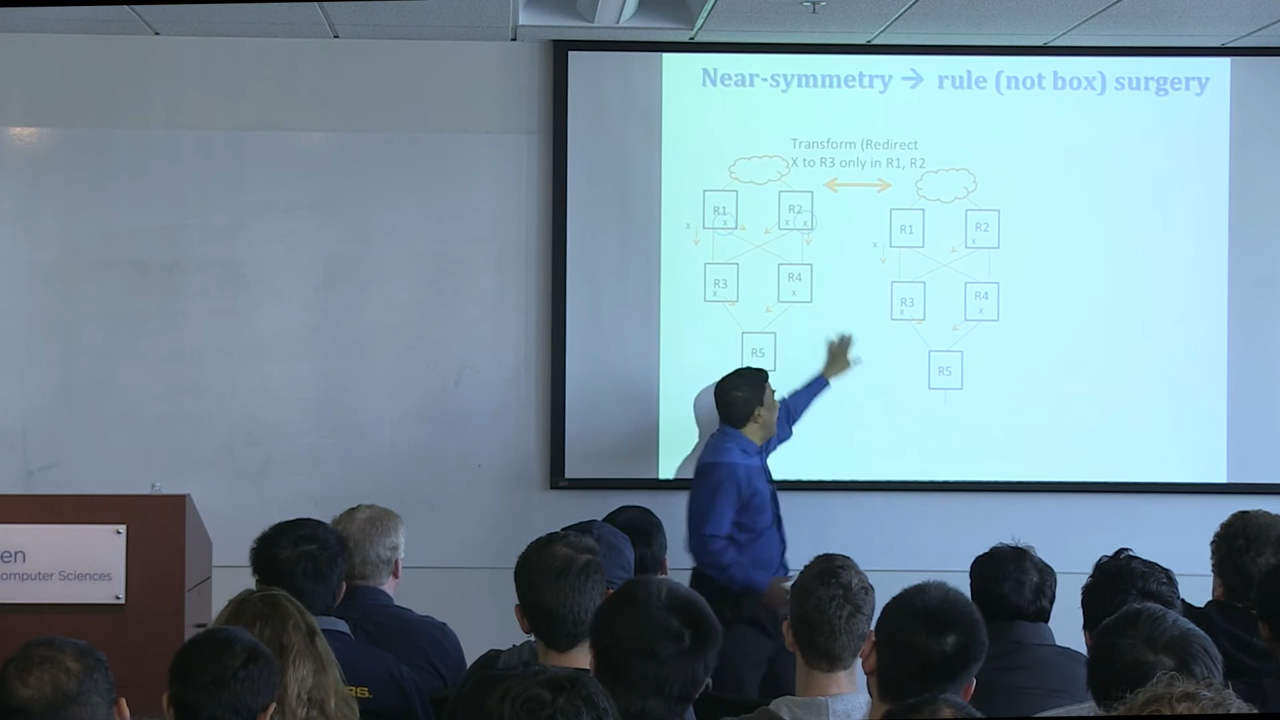 Near-symmetry → rule (not box) surgery
Transform (Redirect
X to R3 only in R1, R2
R1
x
R2
x x
x
R3
x
R4
x
R5
R1
R2
x
x
R3
x
R4
x
R5
en
omputer Sciences
RS.